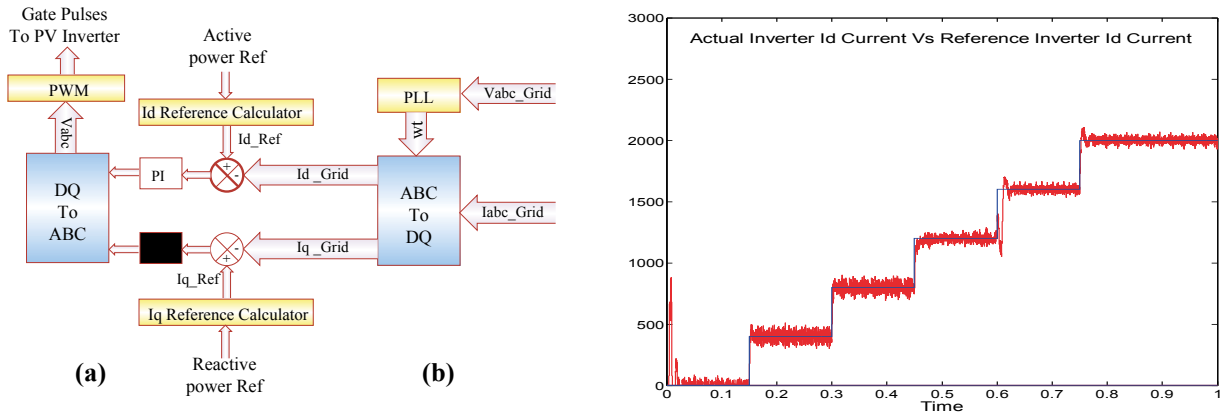 Gate Pulses
To PV Inverter
PWM
Vabc
DQ
To
ABC
PI
Active
power Ref
Id Reference Calculator
Id_Ref
+
-
Id _Grid
PLL
Vabc_Grid
wt
ABC
To
DQ
Iabc_Grid
Iq _Grid
-
+
Iq_Ref
Iq Reference Calculator
Reactive
power Ref
(a)
(b)
Actual Inverter Id Current Vs Reference Inverter Id Current
3000
2500
2000
1500
1000
500
0
0 0.1 0.2 0.3 0.4 0.5 0.6 0.7 0.8 0.9 1
Time